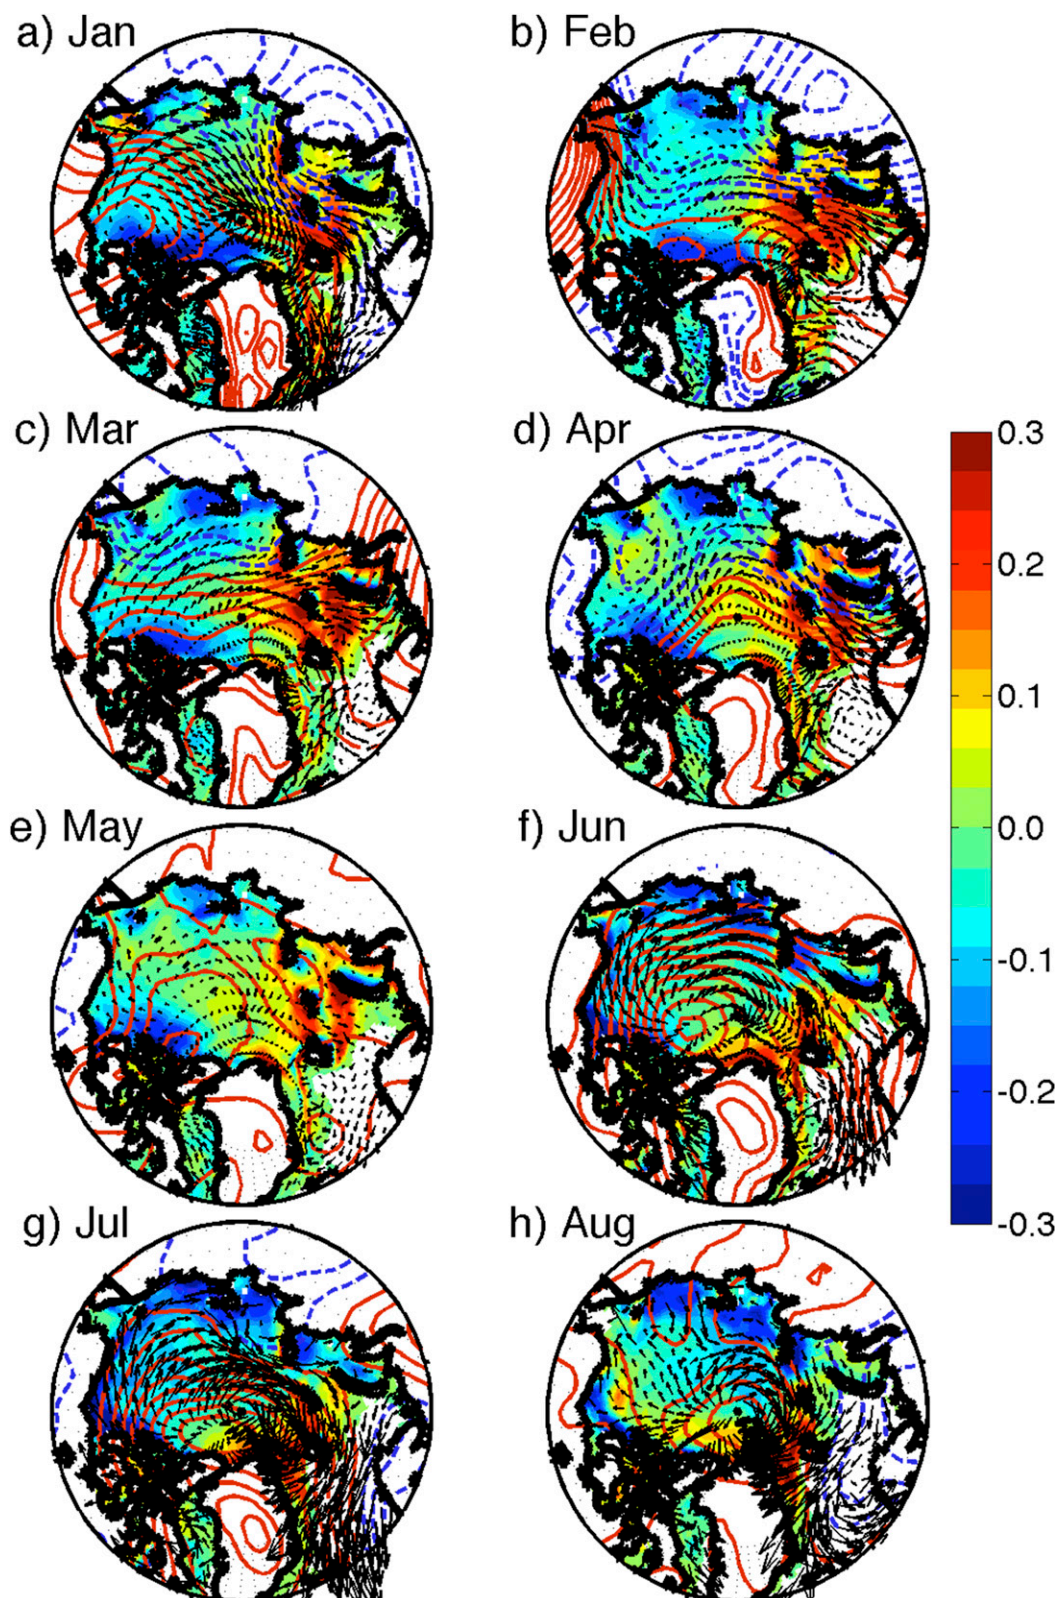 a) Jan
b) Feb
c) Mar
d) Apr
0.3
0.2
0.1
e) May
f) Jun
0.0
-0.1
-0.2
g) Jul
h) Aug
-0.3